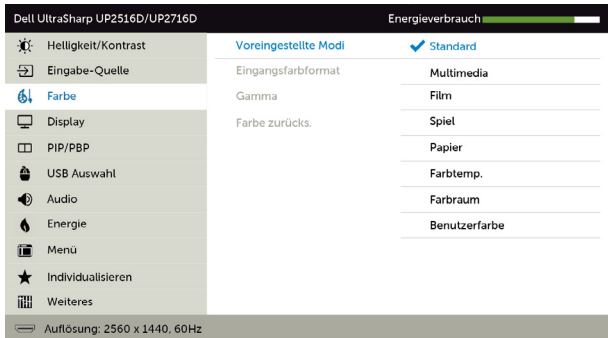 Dell UltraSharp UP2516D/UP2716D
Energieverbrauch
Helligkeit/Kontrast
Eingabe-Quelle
Farbe
Display
PIP/PBP
USB Auswahl
Audio
Energie
Menü
Individualisieren
Weiteres
Voreingestellte Modi
Eingangsfarbformat
Gamma
Farbe zurücks.
Standard
Multimedia
Film
Spiel
Papier
Farbtemp.
Farbraum
Benutzerfarbe
Auflösung: 2560 x 1440, 60Hz